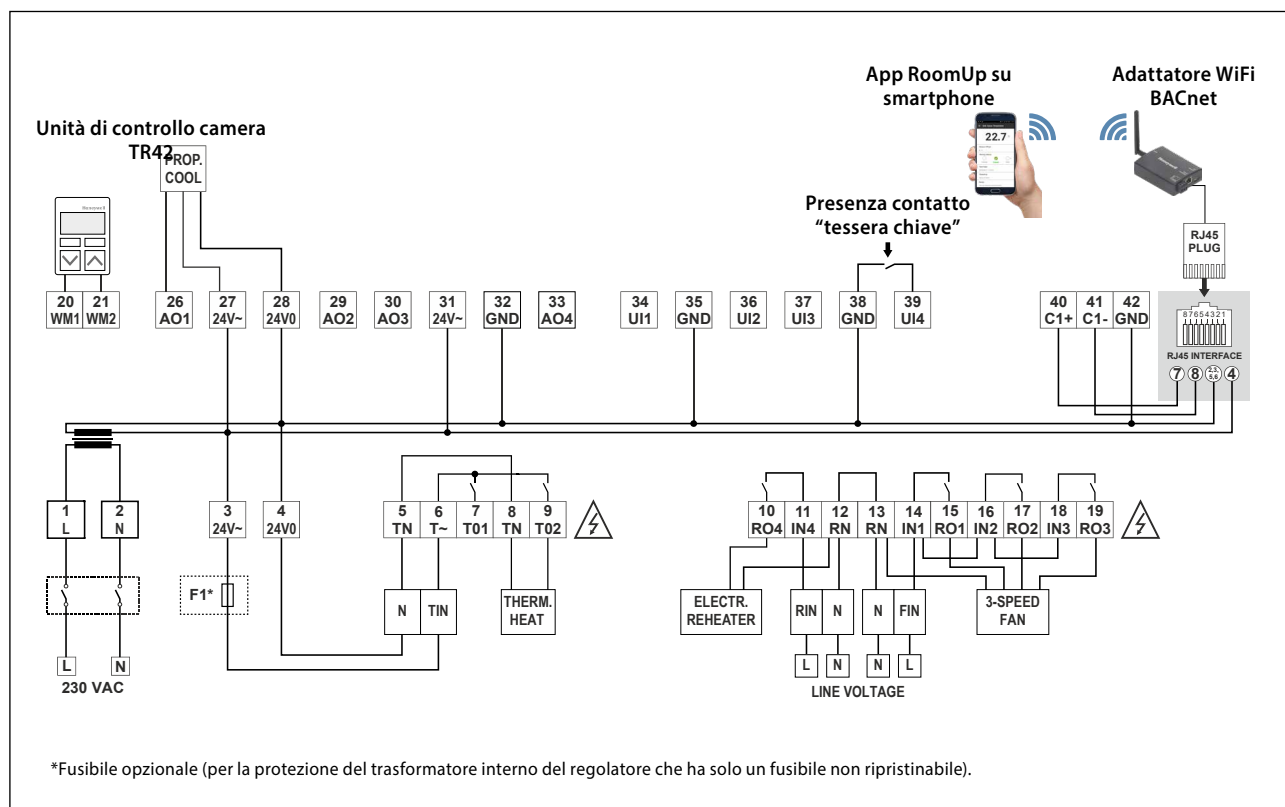 App RoomUp su
smartphone
Adattatore WiFi
BACnet
Unità di controllo camera
TR42
PROP.
COOL
22.7
Honeywell
Presenza contatto
“tessera chiave”
RJ45
PLUG
20 21 26 27 28 29 30 31 32 33 34 35 36 37 38 39 40 41 42
WM1 WM2 AO1 24V~ 24V0 AO2 AO3 24V~ GND AO4 UI1 GND UI2 UI3 GND UI4 C1+ C1- GND
87654321
RJ45 INTERFACE
7 8 2,3, 5,6 4
1 2 3 4 5 6 7 8 9 10 11 12 13 14 15 16 17 18 19
L N 24V~ 24V0 TN T~ T01 TN T02 RO4 IN4 RN RN IN1 RO1 IN2 RO2 IN3 RO3
F1*
N TIN
THERM.
HEAT
ELECTR.
REHEATER
RIN N N FIN
3-SPEED
FAN
L N
L N N L
230 VAC
LINE VOLTAGE
*Fusibile opzionale (per la protezione del trasformatore interno del regolatore che ha solo un fusibile non ripristinabile).